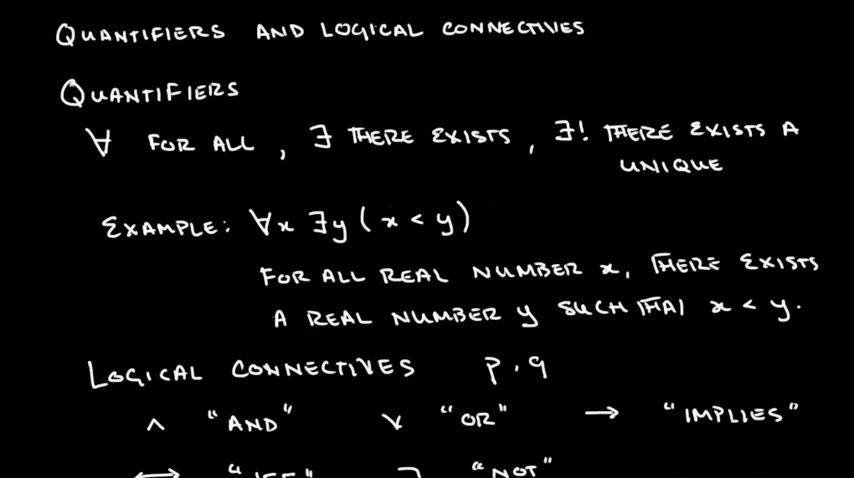 QUANTIFIERS AND LOGICAL CONNECTIVES
QUANTIFIERS
∀ FOR ALL, ∃ THERE EXISTS, ∃! THERE EXISTS A
UNIQUE
EXAMPLE: ∀x ∃y (x < y)
FOR ALL REAL NUMBER x, THERE EXISTS
A REAL NUMBER y SUCH THAT x < y.
LOGICAL CONNECTIVES P, q
∧ "AND" ∨ "OR" → "IMPLIES"
↔ "IFF" ¬ "NOT"